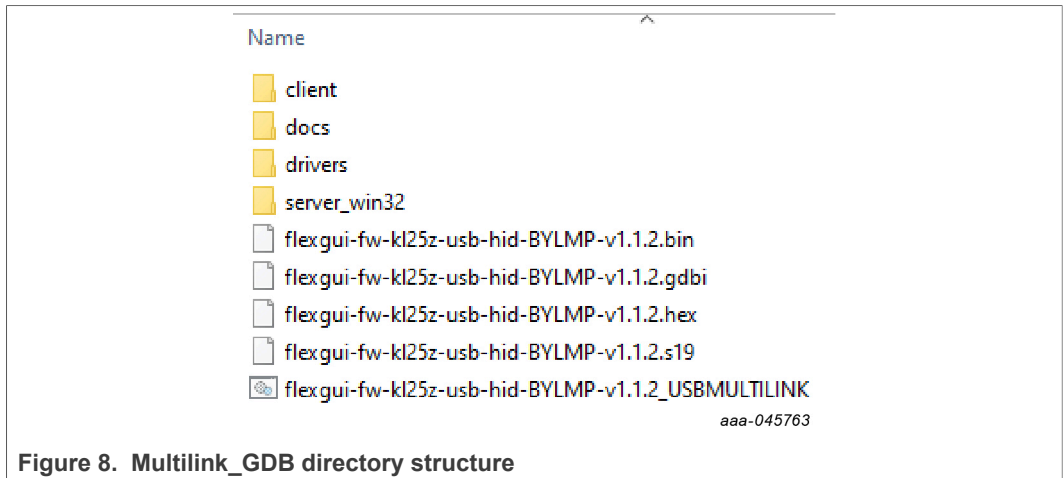 Name
client
docs
drivers
server_win32
flexgui-fw-kl25z-usb-hid-BYLMP-v1.1.2.bin
flexgui-fw-kl25z-usb-hid-BYLMP-v1.1.2.gdbi
flexgui-fw-kl25z-usb-hid-BYLMP-v1.1.2.hex
flexgui-fw-kl25z-usb-hid-BYLMP-v1.1.2.s19
flexgui-fw-kl25z-usb-hid-BYLMP-v1.1.2_USBMULTILINK
aaa-045763
Figure 8. Multilink_GDB directory structure